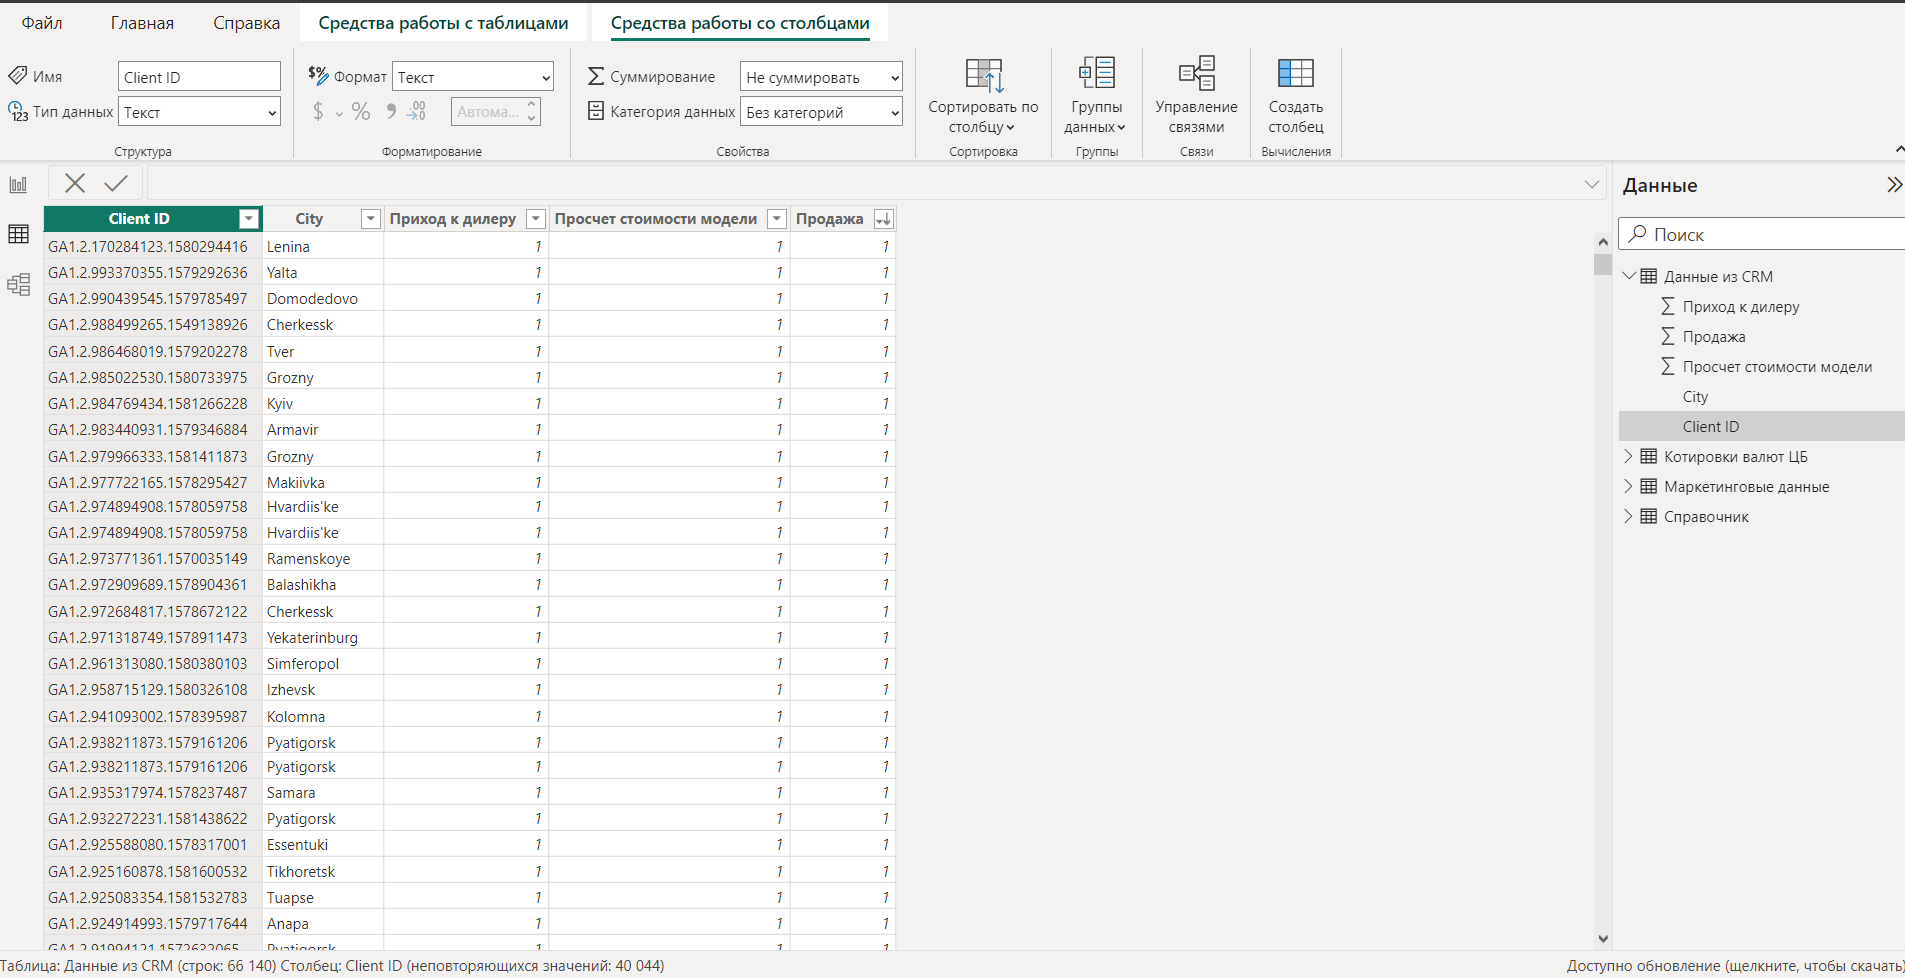 Файл Главная Справка Средства работы с таблицами Средства работы со столбцами
Имя Client ID $% Формат Текст Суммирование Не суммировать
Тип данных Текст $ % 9 .00 Автома... Категория данных Без категорий
Сортировать по столбцу Группы данных Управление связями Создать столбец
Структура Форматирование Свойства Сортировка Группы Связи Вычисления
Client ID City Приход к дилеру Просчет стоимости модели Продажа
GA1.2.170284123.1580294416 Lenina 1 1 1
GA1.2.993370355.1579292636 Yalta 1 1 1
GA1.2.990439545.1579785497 Domodedovo 1 1 1
GA1.2.988499265.1549138926 Cherkessk 1 1 1
GA1.2.986468019.1579202278 Tver 1 1 1
GA1.2.985022530.1580733975 Grozny 1 1 1
GA1.2.984769434.1581266228 Kyiv 1 1 1
GA1.2.983440931.1579346884 Armavir 1 1 1
GA1.2.979966333.1581411873 Grozny 1 1 1
GA1.2.977722165.1578295427 Makiivka 1 1 1
GA1.2.974894908.1578059758 Hvardiis'ke 1 1 1
GA1.2.974894908.1578059758 Hvardiis'ke 1 1 1
GA1.2.973771361.1570035149 Ramenskoye 1 1 1
GA1.2.972909689.1578904361 Balashikha 1 1 1
GA1.2.972684817.1578672122 Cherkessk 1 1 1
GA1.2.971318749.1578911473 Yekaterinburg 1 1 1
GA1.2.961313080.1580380103 Simferopol 1 1 1
GA1.2.958715129.1580326108 Izhevsk 1 1 1
GA1.2.941093002.1578395987 Kolomna 1 1 1
GA1.2.938211873.1579161206 Pyatigorsk 1 1 1
GA1.2.938211873.1579161206 Pyatigorsk 1 1 1
GA1.2.935317974.1578237487 Samara 1 1 1
GA1.2.932272231.1581438622 Pyatigorsk 1 1 1
GA1.2.925588080.1578317001 Essentuki 1 1 1
GA1.2.925160878.1581600532 Tikhoretsk 1 1 1
GA1.2.925083354.1581532783 Tuapse 1 1 1
GA1.2.924914993.1579717644 Anapa 1 1 1
GA1.2.91994121.1572632065 Pyatigorsk 1 1 1
Данные
Поиск
Данные из CRM
Приход к дилеру
Продажа
Просчет стоимости модели
City
Client ID
Котировки валют ЦБ
Маркетинговые данные
Справочник
Таблица: Данные из CRM (строк: 66 140) Столбец: Client ID (неповторяющихся значений: 40 044)
Доступно обновление (щелкните, чтобы скачать)